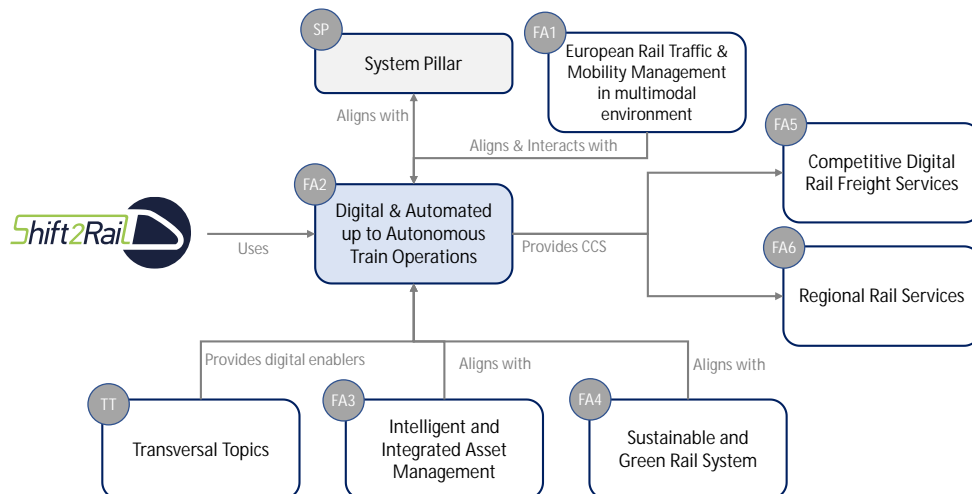 SP
System Pillar
FA1
European Rail Traffic &
Mobility Management
in multimodal
environment
Aligns with
Aligns & Interacts with
FA5
Competitive Digital
Rail Freight Services
FA2
Digital & Automated
up to Autonomous
Train Operations
Shift2Rail
Uses
Provides CCS
FA6
Regional Rail Services
Provides digital enablers
Aligns with
Aligns with
TT
Transversal Topics
FA3
Intelligent and
Integrated Asset
Management
FA4
Sustainable and
Green Rail System